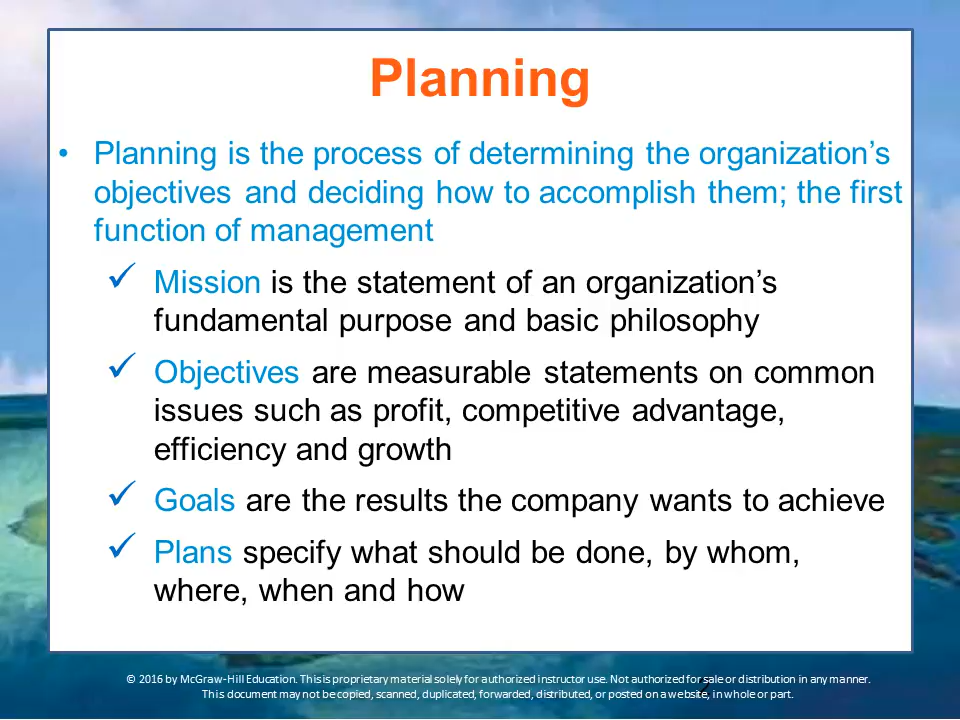 Planning
• Planning is the process of determining the organization’s
objectives and deciding how to accomplish them; the first
function of management
✓ Mission is the statement of an organization’s
fundamental purpose and basic philosophy
✓ Objectives are measurable statements on common
issues such as profit, competitive advantage,
efficiency and growth
✓ Goals are the results the company wants to achieve
✓ Plans specify what should be done, by whom,
where, when and how
© 2016 by McGraw-Hill Education. This is proprietary material solely for authorized instructor use. Not authorized for sale or distribution in any manner.
This document may not be copied, scanned, duplicated, forwarded, distributed, or posted on a website, in whole or part.